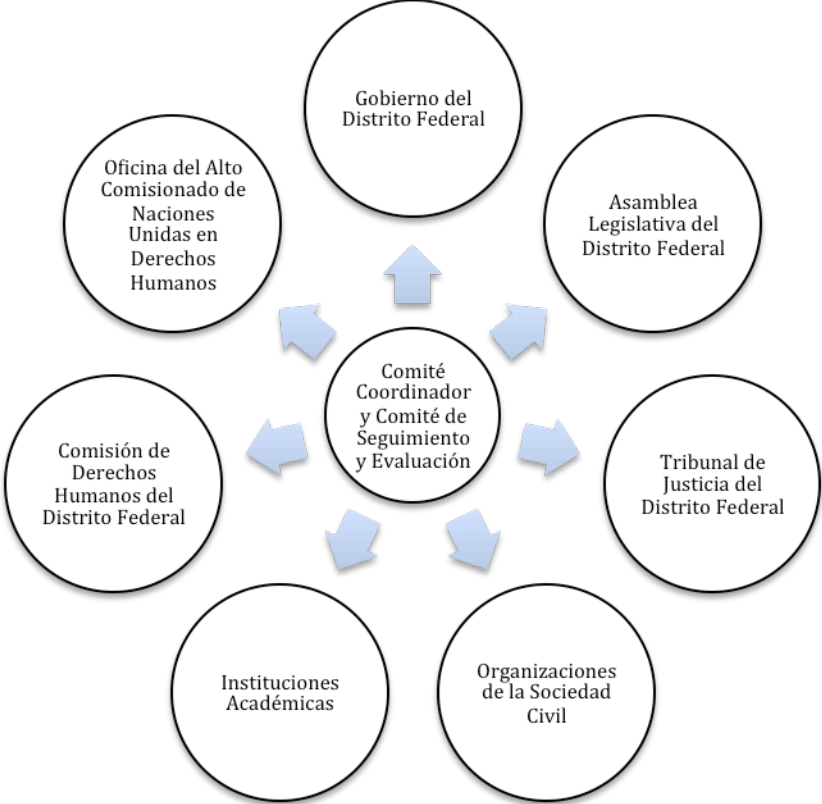 Gobierno del
Distrito Federal
Asamblea
Legislativa del
Distrito Federal
Tribunal de
Justicia del
Distrito Federal
Organizaciones
de la Sociedad
Civil
Instituciones
Académicas
Comisión de
Derechos
Humanos del
Distrito Federal
Oficina del Alto
Comisionado de
Naciones
Unidas en
Derechos
Humanos
Comité
Coordinador
y Comité de
Seguimiento
y Evaluación